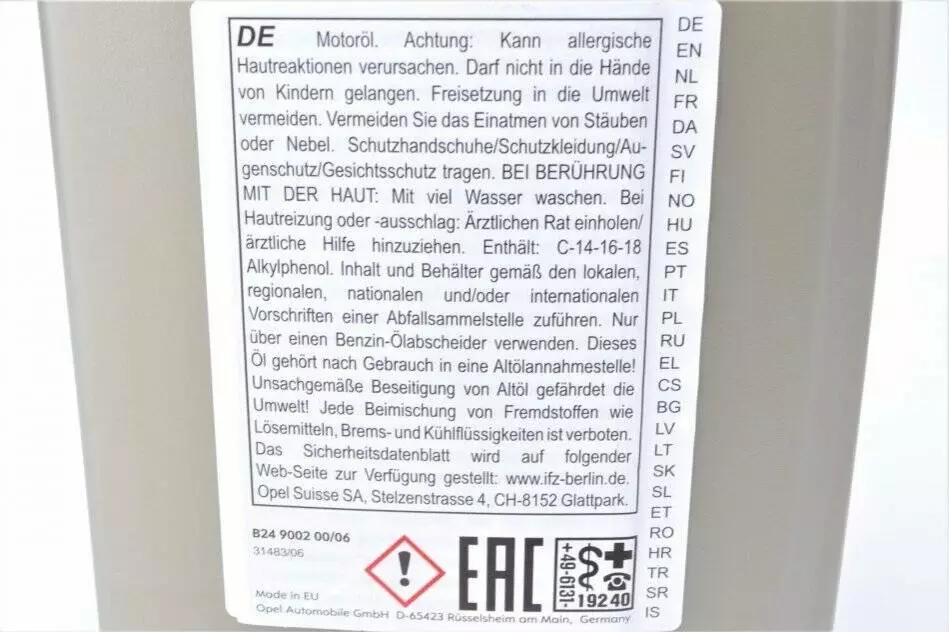 DE Motoröl. Achtung: Kann allergische
Hautreaktionen verursachen. Darf nicht in die Hände
von Kindern gelangen. Freisetzung in die Umwelt
vermeiden. Vermeiden Sie das Einatmen von Stäuben
oder Nebel. Schutzhandschuhe/Schutzkleidung/Au-
genschutz/Gesichtsschutz tragen. BEI BERÜHRUNG
MIT DER HAUT: Mit viel Wasser waschen. Bei
Hautreizung oder -ausschlag: Ärztlichen Rat einholen/
ärztliche Hilfe hinzuziehen. Enthält: C-14-16-18
Alkylphenol. Inhalt und Behälter gemäß den lokalen,
regionalen, nationalen und/oder internationalen
Vorschriften einer Abfallsammelstelle zuführen. Nur
über einen Benzin-Ölabscheider verwenden. Dieses
Öl gehört nach Gebrauch in eine Altölannahmestelle!
Unsachgemäße Beseitigung von Altöl gefährdet die
Umwelt! Jede Beimischung von Fremdstoffen wie
Lösemitteln, Brems- und Kühlflüssigkeiten ist verboten.
Das Sicherheitsdatenblatt wird auf folgender
Web-Seite zur Verfügung gestellt: www.ifz-berlin.de.
Opel Suisse SA, Stelzenstrasse 4, CH-8152 Glattpark.
DE
EN
NL
FR
DA
SV
FI
NO
HU
ES
PT
IT
PL
RU
EL
CS
BG
LV
LT
SK
SL
ET
RO
HR
TR
SR
IS
B24 9002 00/06
31483/06
EAC
+49-6131-
19240
Made in EU
Opel Automobile GmbH D-65423 Rüsselsheim am Main, Germany